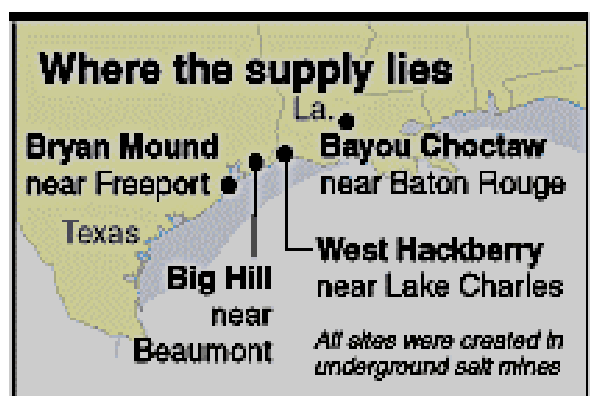 Where the supply lies
La.
Bryan Mound
near Freeport
Bayou Choctaw
near Baton Rouge
Texas
West Hackberry
near Lake Charles
Big Hill
near
Beaumont
All sites were created in
underground salt mines